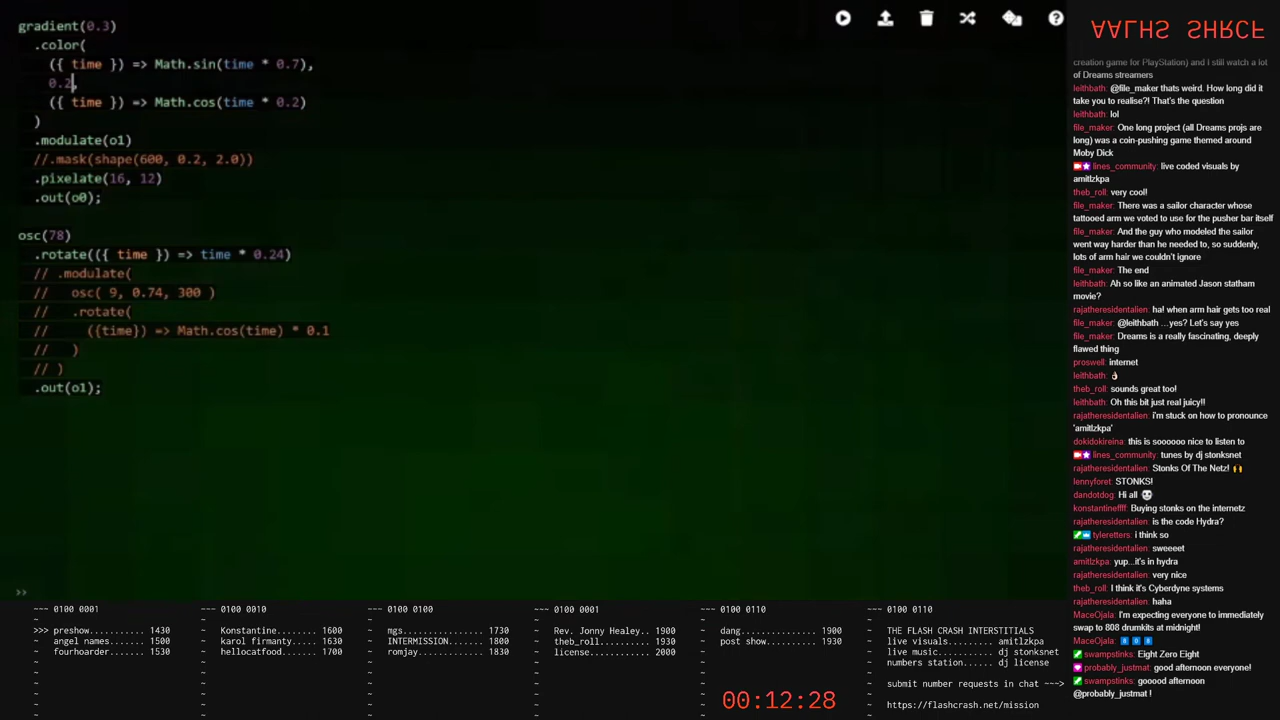 gradient(0.3)
.color(
({ time }) => Math.sin(time * 0.7),
0.2,
({ time }) => Math.cos(time * 0.2)
)
.modulate(o1)
//.mask(shape(600, 0.2, 2.0))
.pixelate(16, 12)
.out(o0);
osc(78)
.rotate(({ time }) => time * 0.24)
// .modulate(
// osc( 9, 0.74, 300 )
// .rotate(
// ({time}) => Math.cos(time) * 0.1
// )
// )
.out(o1);
>>
AALHS SHRCF
creation game for PlayStation) and i still watch a lot
of Dreams streamers
leithbath: @file_maker thats weird. How long did it
take you to realise?! That's the question
leithbath: lol
file_maker: One long project (all Dreams projs are
long) was a coin-pushing game themed around
Moby Dick
lines_community: live coded visuals by
amitlzkpa
theb_roll: very cool!
file_maker: There was a sailor character whose
tattooed arm we voted to use for the pusher bar itself
file_maker: And the guy who modeled the sailor
went way harder than he needed to, so suddenly,
lots of arm hair we couldn't ignore
file_maker: The end
leithbath: Ah so like an animated Jason statham
movie?
rajatheresidentalien: ha! when arm hair gets too real
file_maker: @leithbath …yes? Let's say yes
file_maker: Dreams is a really fascinating, deeply
flawed thing
proswell: internet
leithbath: 👌🏻
theb_roll: sounds great too!
leithbath: Oh this bit just real juicy!!
rajatheresidentalien: i'm stuck on how to pronounce
'amitlzkpa'
dokidokireina: this is soooooo nice to listen to
lines_community: tunes by dj stonksnet
rajatheresidentalien: Stonks Of The Netz! 🙌
lennyforet: STONKS!
dandotdog: Hi all
konstantineffff: Buying stonks on the internetz
rajatheresidentalien: is the code Hydra?
tyleretters: i think so
rajatheresidentalien: sweeeet
amitlzkpa: yup...it's in hydra
rajatheresidentalien: very nice
theb_roll: I think it's Cyberdyne systems
rajatheresidentalien: haha
MaceOjala: I'm expecting everyone to immediately
swap to 808 drumkits at midnight!
MaceOjala: 8 0 8
swampstinks: Eight Zero Eight
probably_justmat: good afternoon everyone!
swampstinks: gooood afternoon
@probably_justmat !
~~~ 0100 0001
~
>>> preshow.......... 1430
~ angel names...... 1500
~ fourhoarder...... 1530
~
~
~
~
~~~ 0100 0010
~
~ Konstantine...... 1600
~ karol firmanty... 1630
~ hellocatfood..... 1700
~
~
~
~
~~~ 0100 0100
~
~ mgs.............. 1730
~ INTERMISSION..... 1800
~ romjay........... 1830
~
~
~
~
~~~ 0100 0001
~
~ Rev. Jonny Healey.. 1900
~ theb_roll.......... 1930
~ license............ 2000
~
~
~
~
~~~ 0100 0110
~
~ dang............. 1900
~ post show........ 1930
~
00:12:28
~~~ 0100 0110
~
~ THE FLASH CRASH INTERSTITIALS
~ live visuals...... amitlzkpa
~ live music..... dj stonksnet
~ numbers station... dj license
~
~ submit number requests in chat ~~~>
~
~ https://flashcrash.net/mission